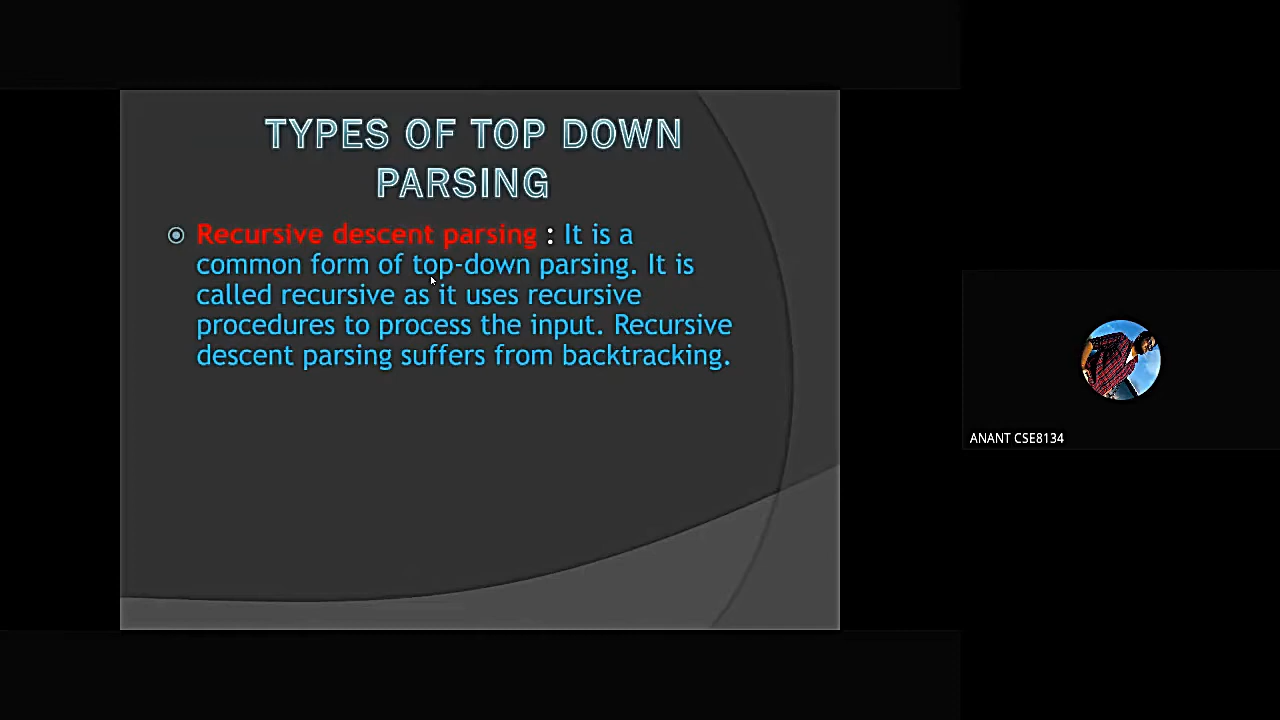 TYPES OF TOP DOWN
PARSING
Recursive descent parsing : It is a
common form of top-down parsing. It is
called recursive as it uses recursive
procedures to process the input. Recursive
descent parsing suffers from backtracking.
ANANT CSE8134